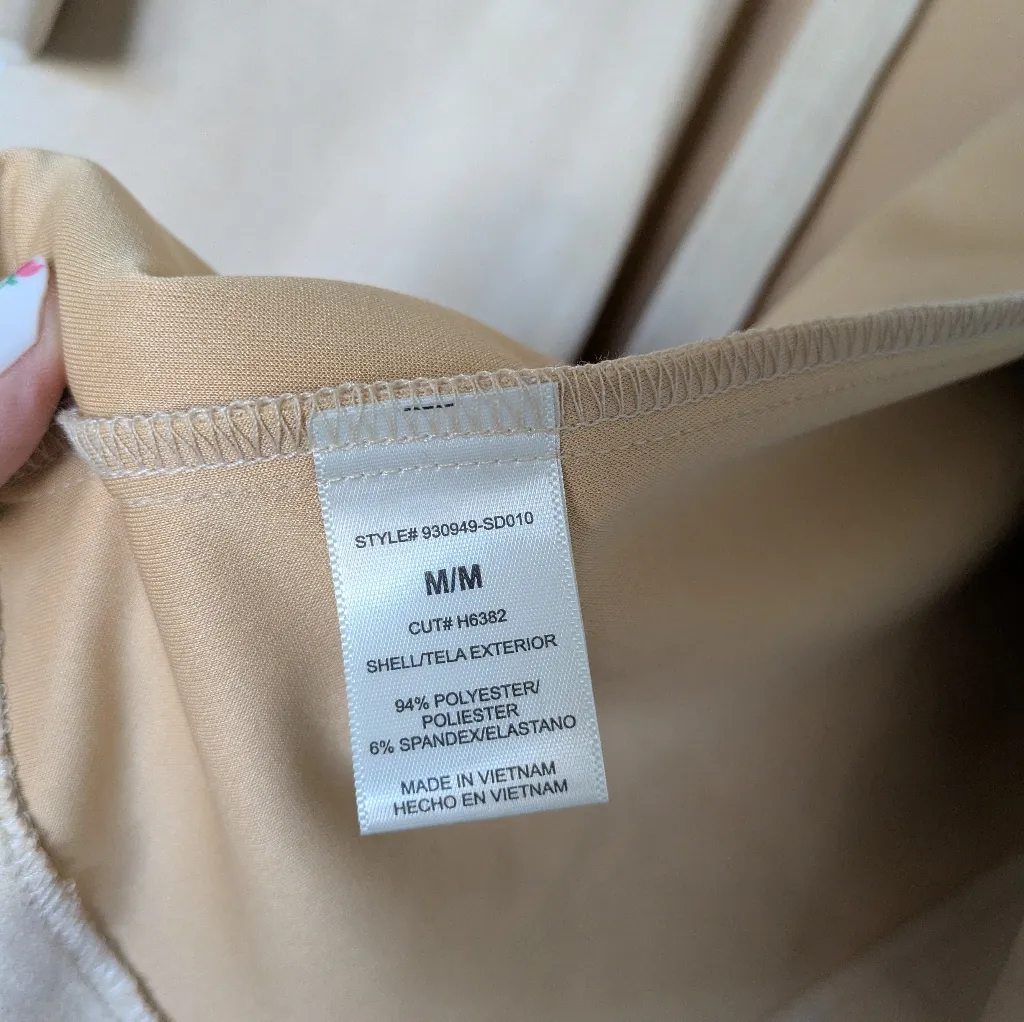 STYLE# 930949-SD010
M/M
CUT# H6382
SHELL/TELA EXTERIOR
94% POLYESTER/
POLIESTER
6% SPANDEX/ELASTANO
MADE IN VIETNAM
HECHO EN VIETNAM